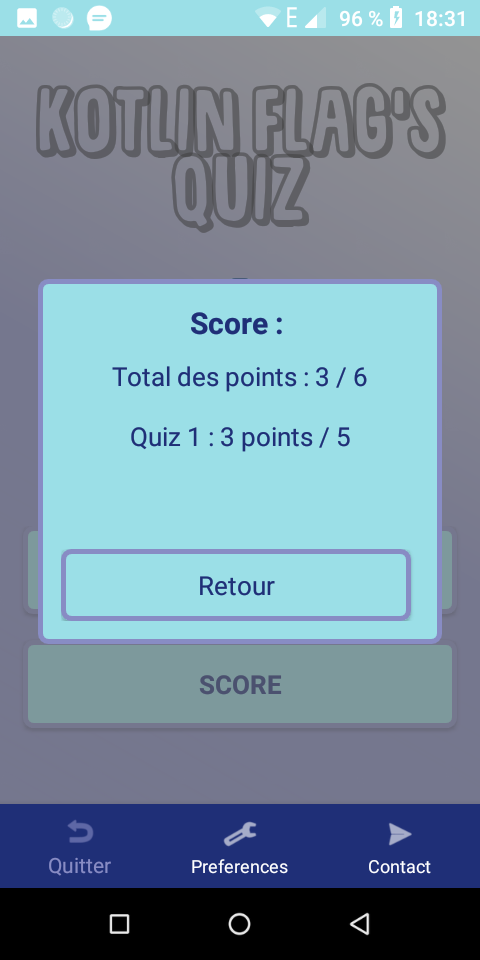 E 96 % 18:31
KOTLIN FLAG'S
QUIZ
Score :
Total des points : 3 / 6
Quiz 1 : 3 points / 5
Retour
SCORE
Quitter Preferences Contact